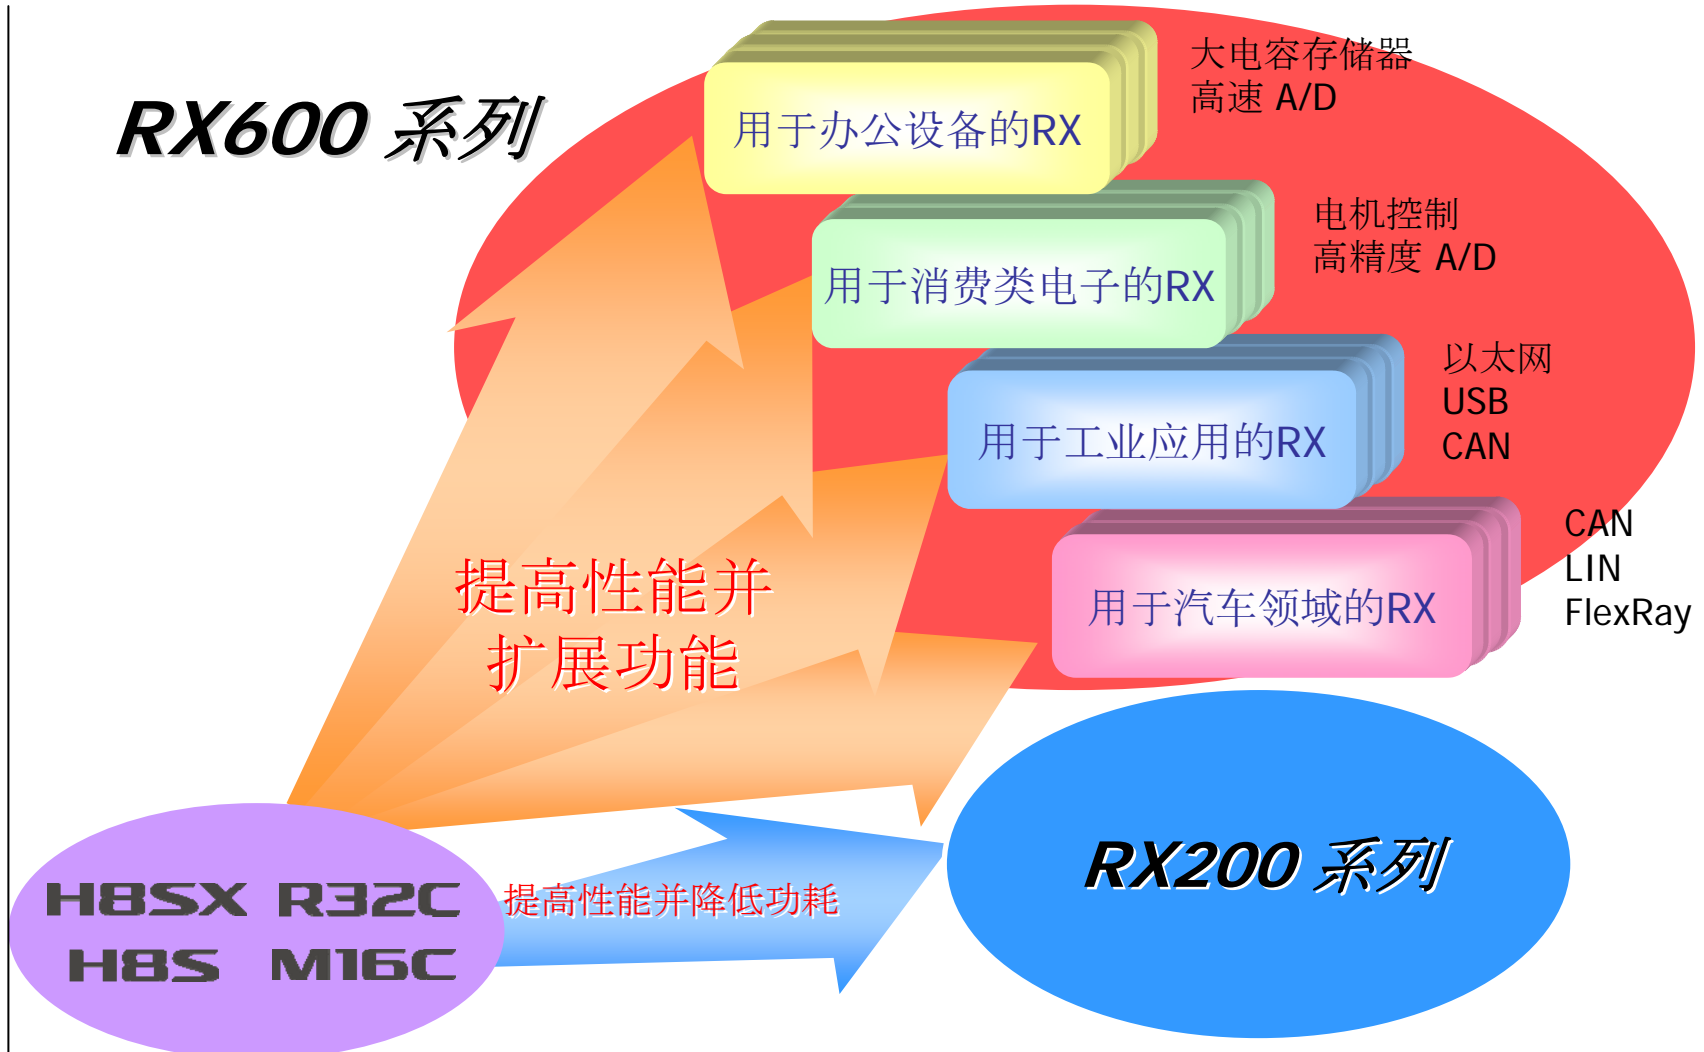 RX600 系列
用于办公设备的RX
大电容存储器
高速 A/D
用于消费类电子的RX
电机控制
高精度 A/D
用于工业应用的RX
以太网
USB
CAN
用于汽车领域的RX
CAN
LIN
FlexRay
提高性能并
扩展功能
RX200 系列
提高性能并降低功耗
H8SX R32C
H8S M16C